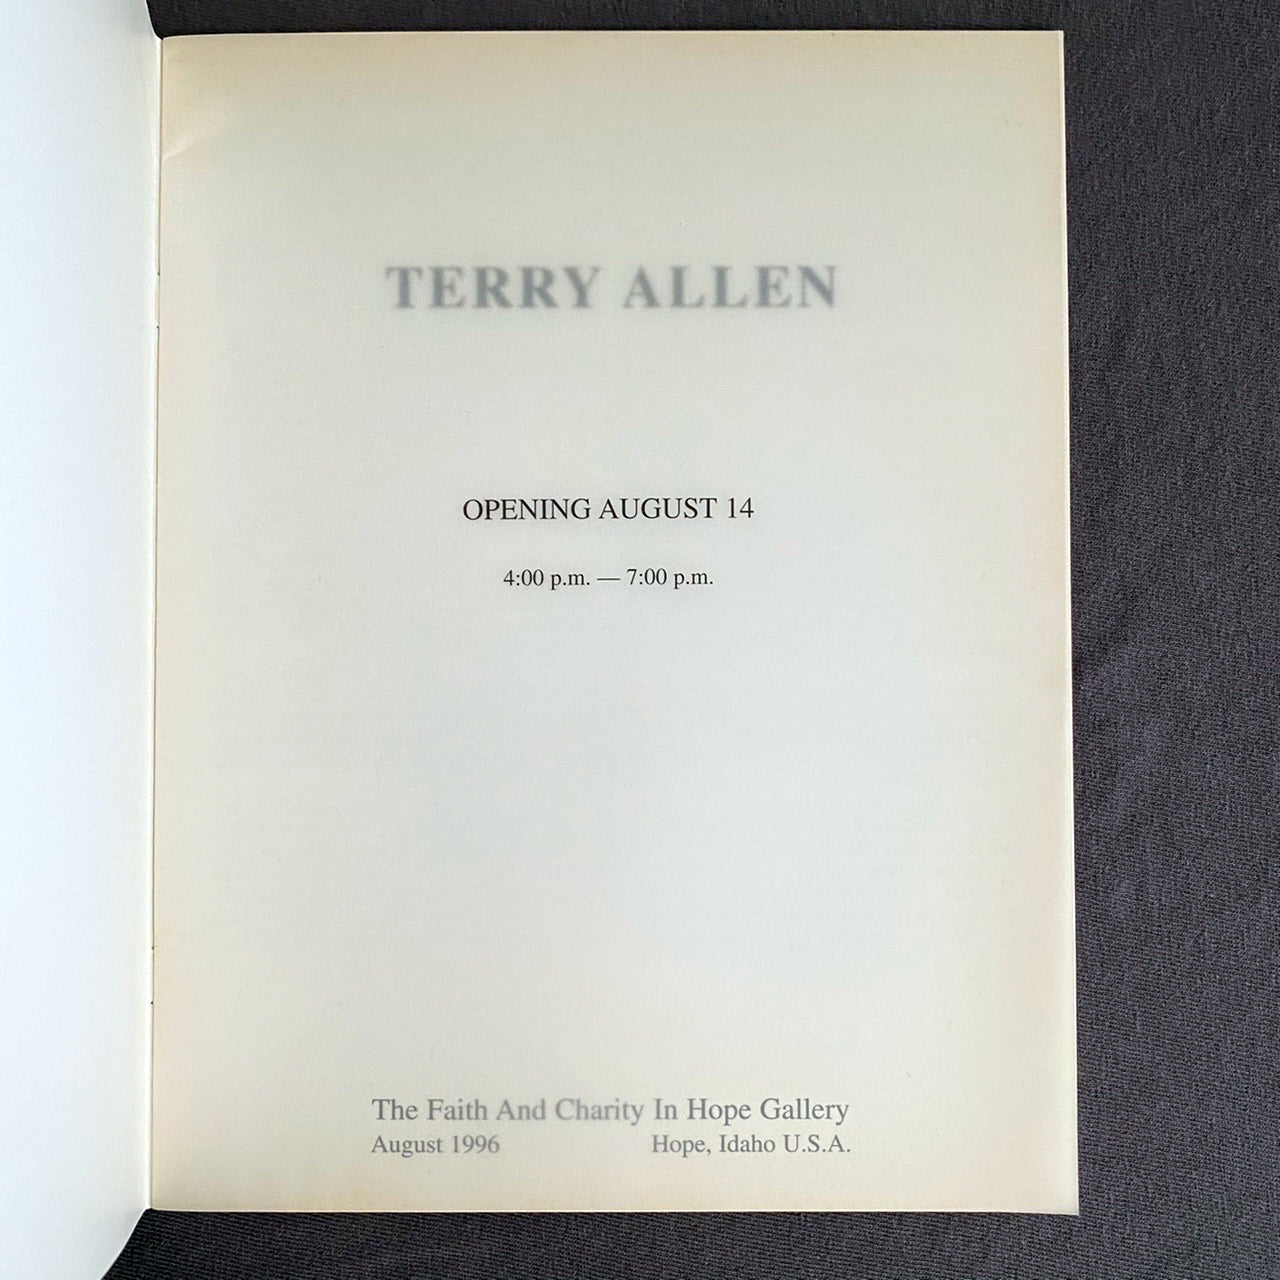 TERRY ALLEN
OPENING AUGUST 14
4:00 p.m. — 7:00 p.m.
The Faith And Charity In Hope Gallery
August 1996 Hope, Idaho U.S.A.